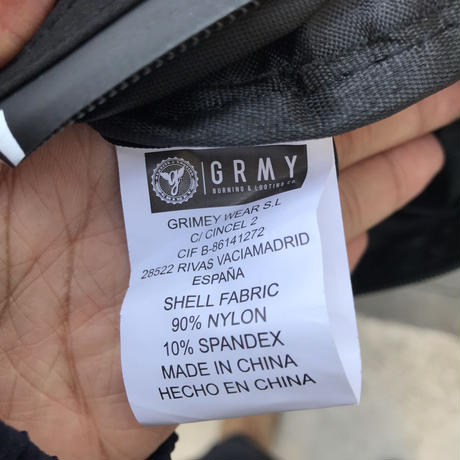 GRMY
BURNING & LOOTING CO.
GRIMEY WEAR S.L
C/ CINCEL 2
CIF B-86141272
28522 RIVAS VACIAMADRID
ESPAÑA
SHELL FABRIC
90% NYLON
10% SPANDEX
MADE IN CHINA
HECHO EN CHINA